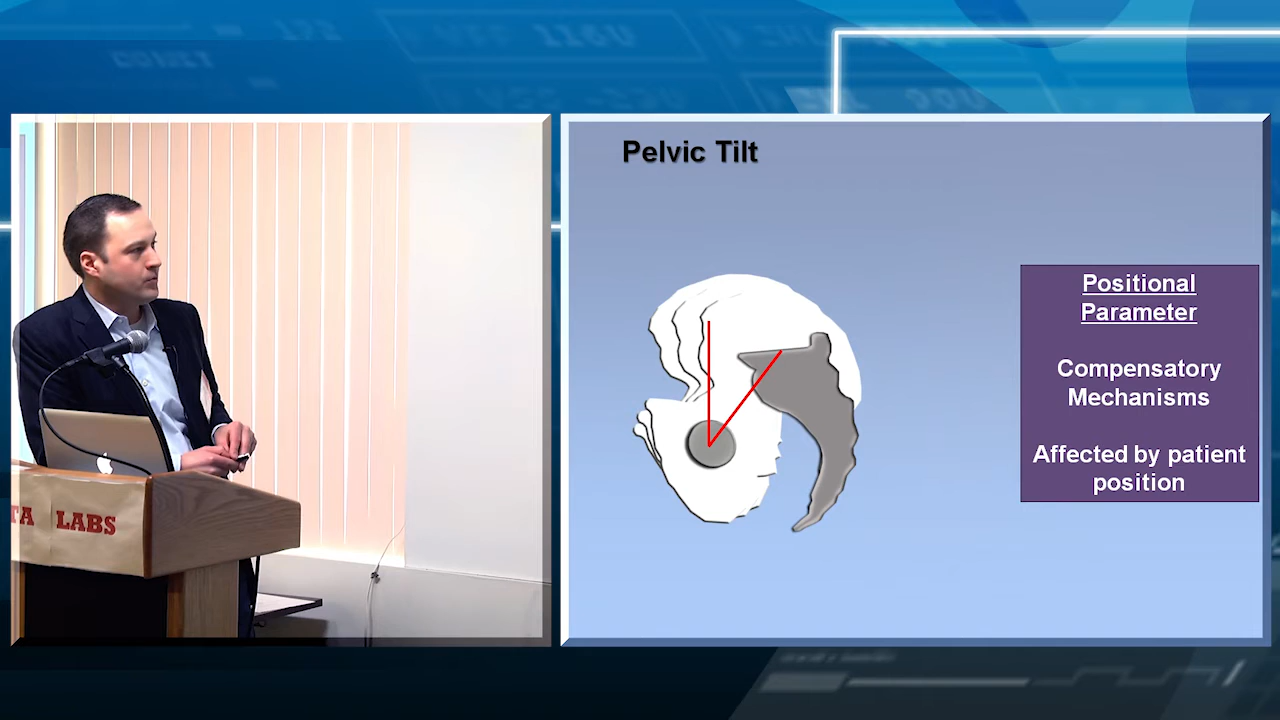 Pelvic Tilt
Positional
Parameter
Compensatory
Mechanisms
Affected by patient
position
TA LABS